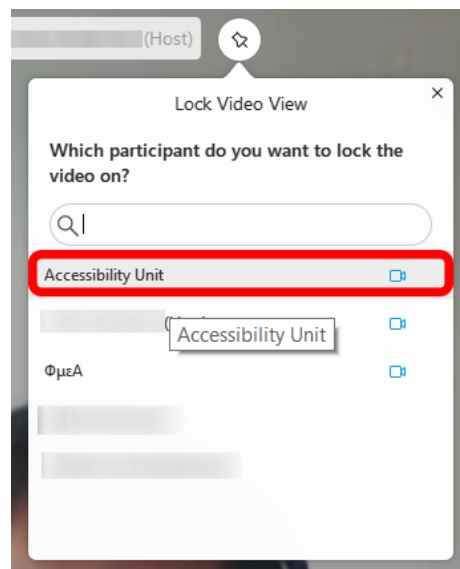 (Host)
Lock Video View
Which participant do you want to lock the
video on?
Accessibility Unit
Accessibility Unit
ΦμεΑ